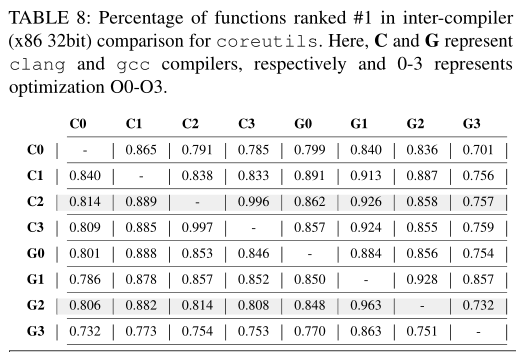 TABLE 8: Percentage of functions ranked #1 in inter-compiler
(x86 32bit) comparison for coreutils. Here, C and G represent
clang and gcc compilers, respectively and 0-3 represents
optimization O0-O3.
C0 C1 C2 C3 G0 G1 G2 G3
C0 | - | 0.865 | 0.791 | 0.785 | 0.799 | 0.840 | 0.836 | 0.701
C1 | 0.840 | - | 0.838 | 0.833 | 0.891 | 0.913 | 0.887 | 0.756
C2 | 0.814 | 0.889 | - | 0.996 | 0.862 | 0.926 | 0.858 | 0.757
C3 | 0.809 | 0.885 | 0.997 | - | 0.857 | 0.924 | 0.855 | 0.759
G0 | 0.801 | 0.888 | 0.853 | 0.846 | - | 0.884 | 0.856 | 0.754
G1 | 0.786 | 0.878 | 0.857 | 0.852 | 0.850 | - | 0.928 | 0.857
G2 | 0.806 | 0.882 | 0.814 | 0.808 | 0.848 | 0.963 | - | 0.732
G3 | 0.732 | 0.773 | 0.754 | 0.753 | 0.770 | 0.863 | 0.751 | -